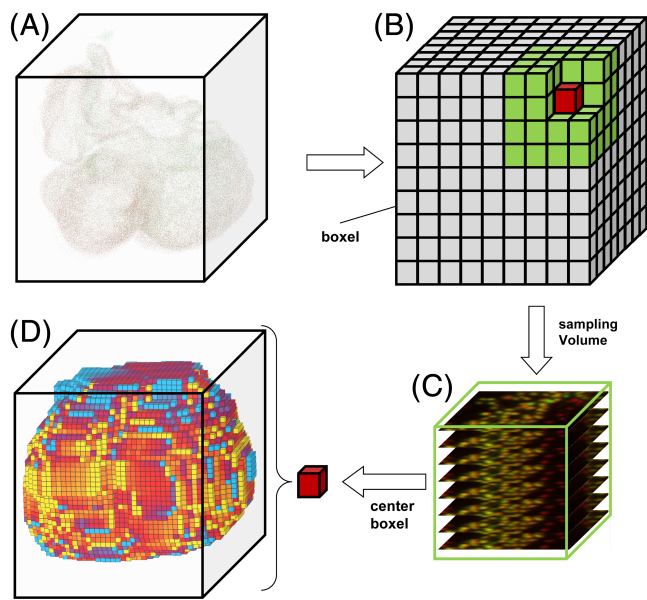 (A)
(B)
boxel
sampling
Volume
(C)
(D)
center
boxel